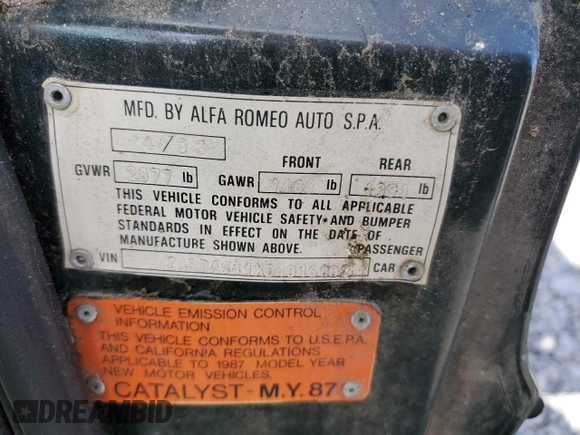 MFD. BY ALFA ROMEO AUTO S.P.A.
FRONT REAR
GVWR lb GAWR lb lb
THIS VEHICLE CONFORMS TO ALL APPLICABLE
FEDERAL MOTOR VEHICLE SAFETY AND BUMPER
STANDARDS IN EFFECT ON THE DATE OF
MANUFACTURE SHOWN ABOVE. PASSENGER
VIN CAR
VEHICLE EMISSION CONTROL
INFORMATION
THIS VEHICLE CONFORMS TO U.S.E.P.A.
AND CALIFORNIA REGULATIONS
APPLICABLE TO 1987 MODEL YEAR
NEW MOTOR VEHICLES.
CATALYST - M.Y. 87
DREAMBID